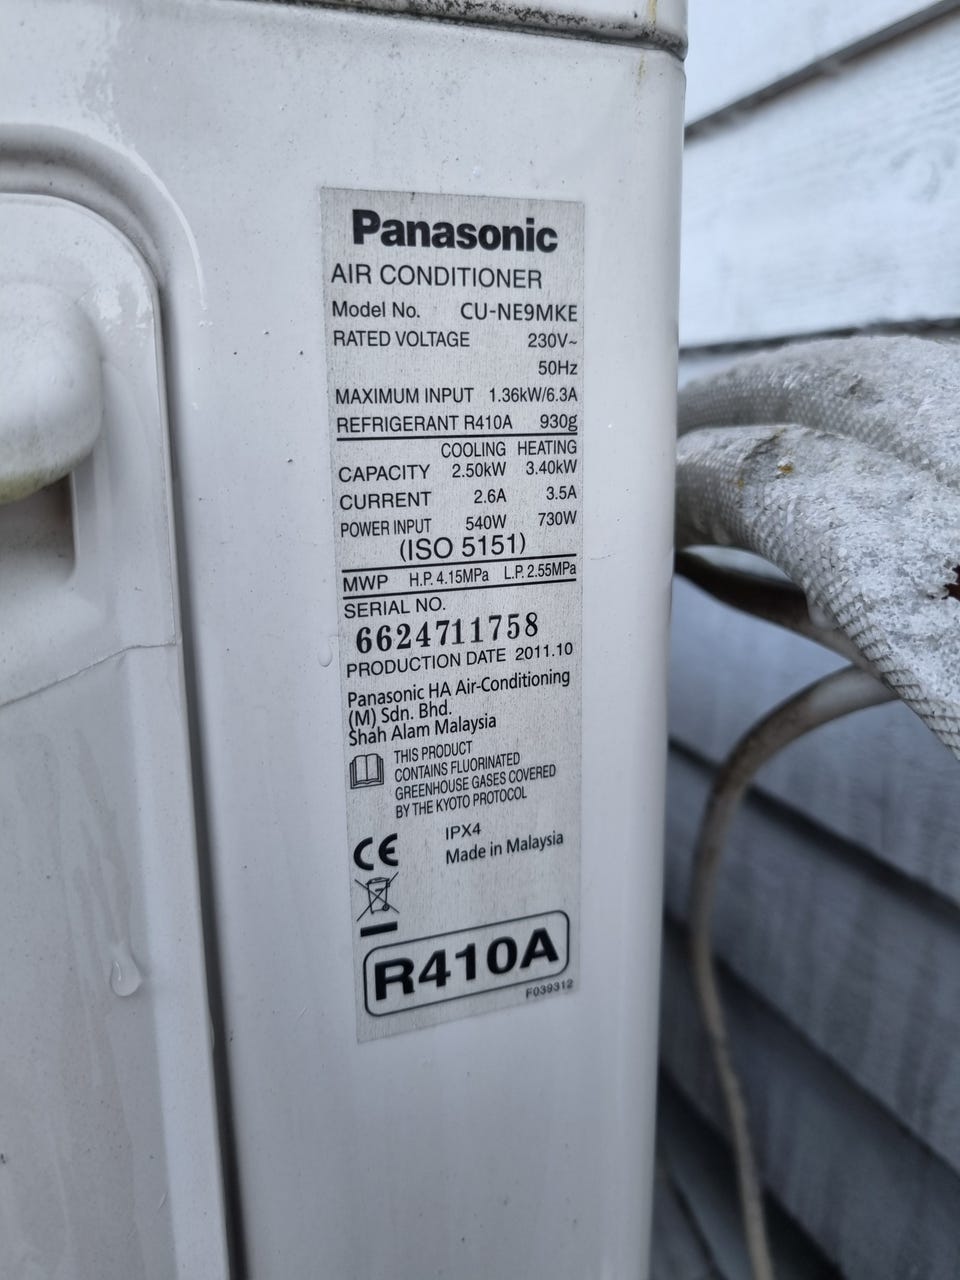 Panasonic
AIR CONDITIONER
Model No. CU-NE9MKE
RATED VOLTAGE 230V~
50Hz
MAXIMUM INPUT 1.36kW/6.3A
REFRIGERANT R410A 930g
COOLING HEATING
CAPACITY 2.50kW 3.40kW
CURRENT 2.6A 3.5A
POWER INPUT 540W 730W
(ISO 5151)
MWP H.P. 4.15MPa L.P. 2.55MPa
SERIAL NO.
6624711758
PRODUCTION DATE 2011.10
Panasonic HA Air-Conditioning
(M) Sdn. Bhd.
Shah Alam Malaysia
THIS PRODUCT
CONTAINS FLUORINATED
GREENHOUSE GASES COVERED
BY THE KYOTO PROTOCOL
IPX4
CE Made in Malaysia
R410A
F039312